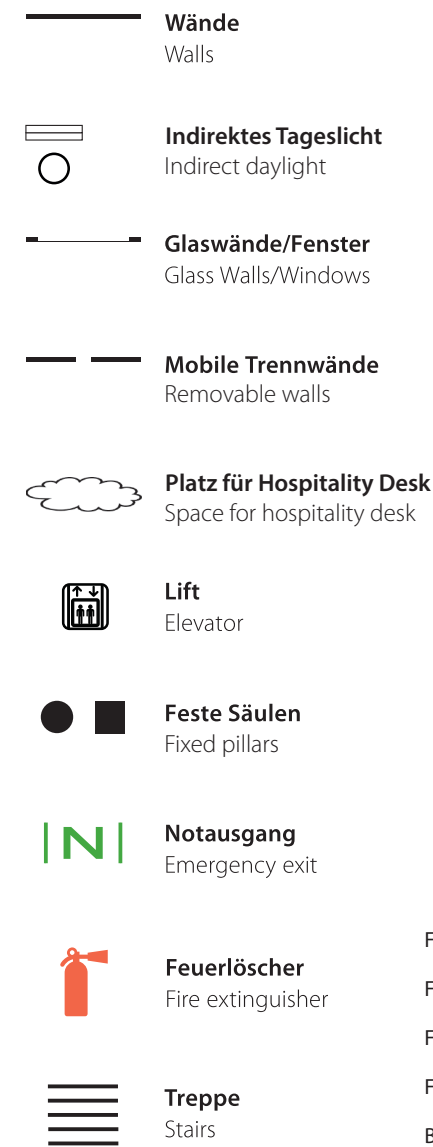 Wände
Walls
Indirektes Tageslicht
Indirect daylight
Glaswände/Fenster
Glass Walls/Windows
Mobile Trennwände
Removable walls
Platz für Hospitality Desk
Space for hospitality desk
Lift
Elevator
Feste Säulen
Fixed pillars
|N|
Notausgang
Emergency exit
Feuerlöscher
Fire extinguisher
Treppe
Stairs